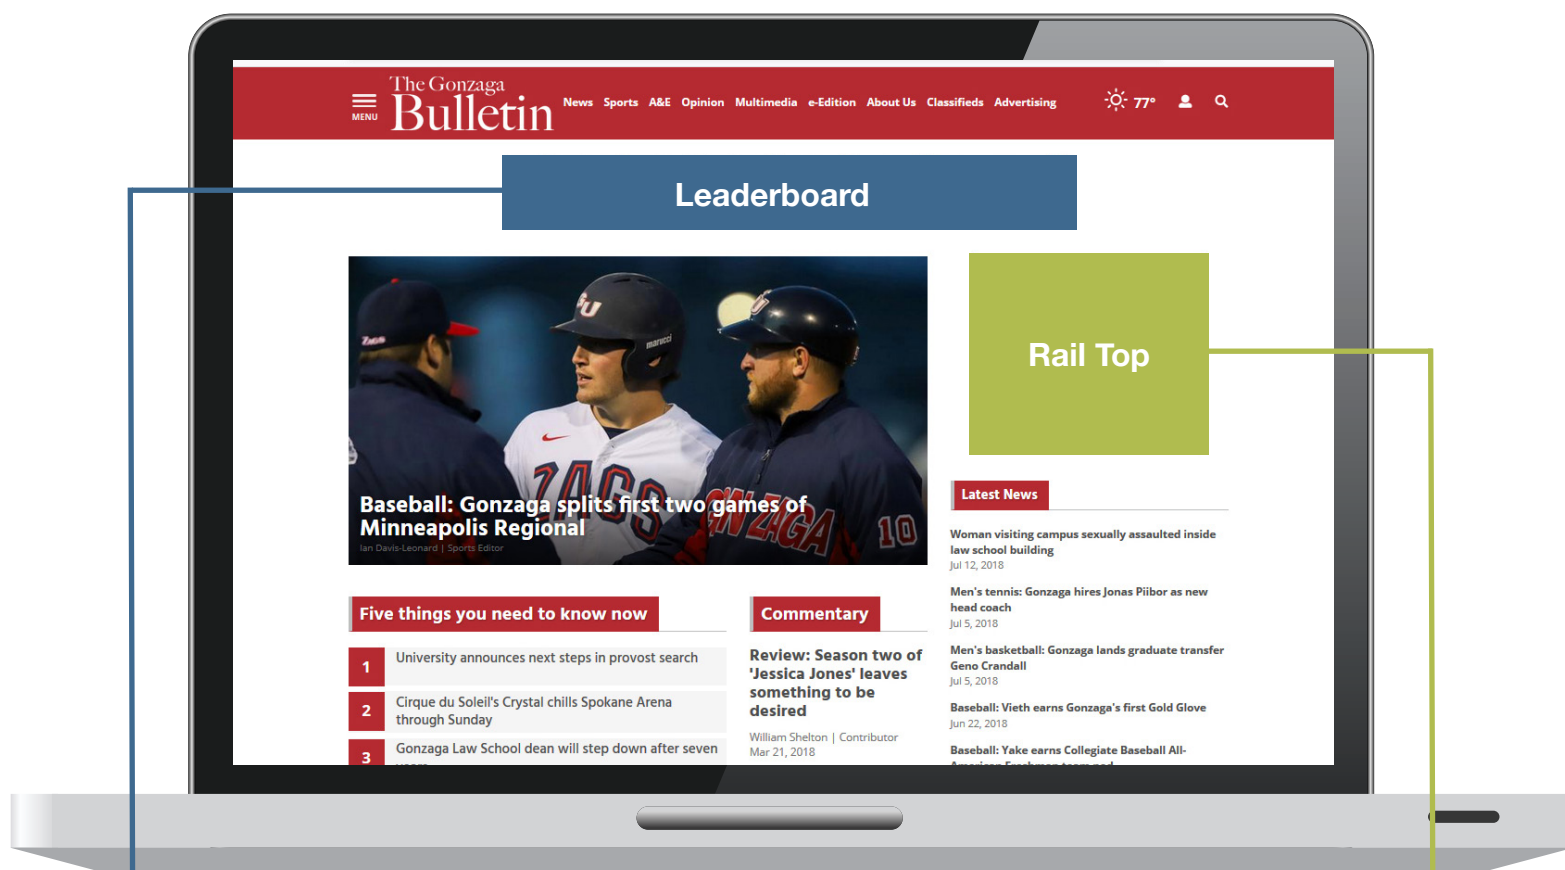 The Gonzaga
Bulletin
MENU
News Sports A&E Opinion Multimedia e-Edition About Us Classifieds Advertising
77°
Leaderboard
Rail Top
ZAGS
GU
marucci
ZAGS
GONZAGA
10
Baseball: Gonzaga splits first two games of
Minneapolis Regional
Ian Davis-Leonard | Sports Editor
Five things you need to know now
1 University announces next steps in provost search
2 Cirque du Soleil's Crystal chills Spokane Arena
through Sunday
3 Gonzaga Law School dean will step down after seven
Commentary
Review: Season two of
'Jessica Jones' leaves
something to be
desired
William Shelton | Contributor
Mar 21, 2018
Latest News
Woman visiting campus sexually assaulted inside
law school building
Jul 12, 2018
Men's tennis: Gonzaga hires Jonas Piibor as new
head coach
Jul 5, 2018
Men's basketball: Gonzaga lands graduate transfer
Geno Crandall
Jul 5, 2018
Baseball: Vieth earns Gonzaga's first Gold Glove
Jun 22, 2018
Baseball: Yake earns Collegiate Baseball All-